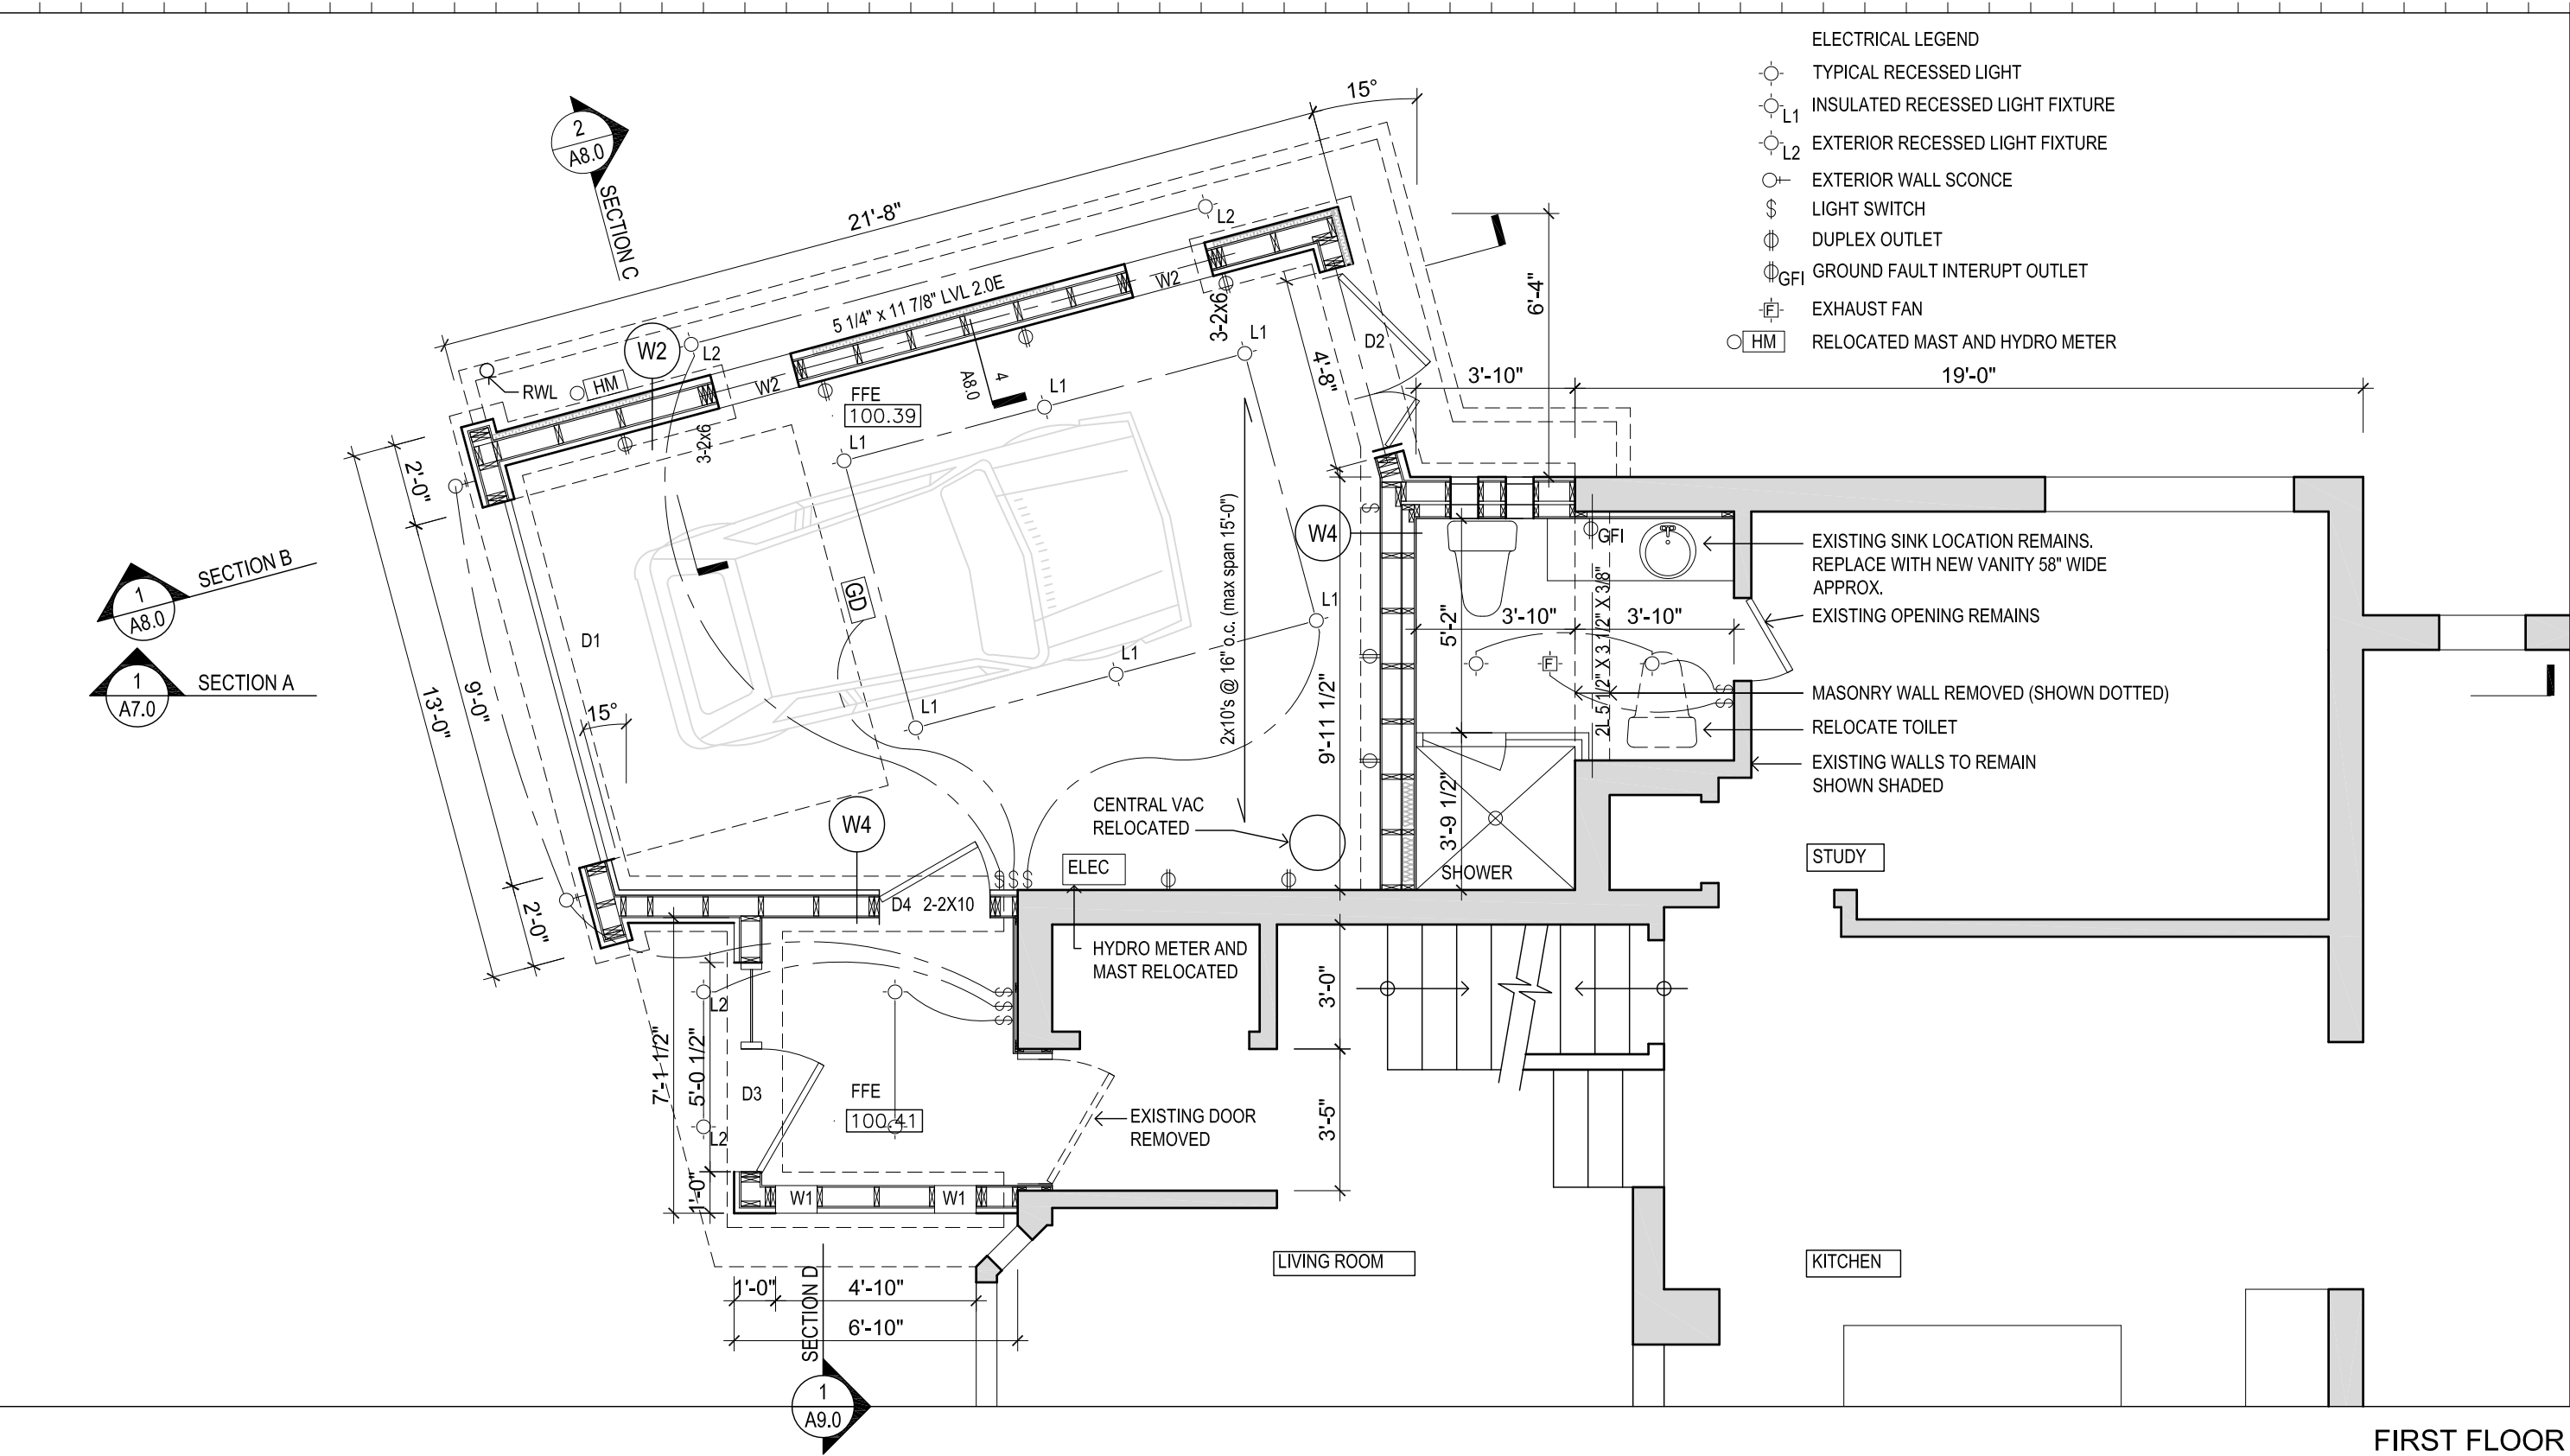 ELECTRICAL LEGEND
TYPICAL RECESSED LIGHT
L1 INSULATED RECESSED LIGHT FIXTURE
L2 EXTERIOR RECESSED LIGHT FIXTURE
EXTERIOR WALL SCONCE
$ LIGHT SWITCH
DUPLEX OUTLET
GFI GROUND FAULT INTERUPT OUTLET
F EXHAUST FAN
HM RELOCATED MAST AND HYDRO METER
15°
2
A8.0
SECTION C
21'-8"
L2
5 1/4" x 11 7/8" LVL 2.0E
W2
3-2x6
6'-4"
W2
L2
W2
HM
RWL
3-2x6
FFE
100.39
4
A8.0
L1
L1
L1
4'-8"
D2
3'-10"
19'-0"
2'-0"
9'-0"
13'-0"
2'-0"
SECTION B
1
A8.0
SECTION A
1
A7.0
D1
15°
GD
L1
L1
L1
2x10's @ 16" o.c. (max span 15'-0")
9'-11 1/2"
W4
$
GFI
5'-2"
3'-10"
3'-10"
F
2L 5 1/2" X 3 1/2" X 3/8"
$
$
EXISTING SINK LOCATION REMAINS.
REPLACE WITH NEW VANITY 58" WIDE
APPROX.
EXISTING OPENING REMAINS
MASONRY WALL REMOVED (SHOWN DOTTED)
RELOCATE TOILET
EXISTING WALLS TO REMAIN
SHOWN SHADED
3'-9 1/2"
SHOWER
W4
CENTRAL VAC
RELOCATED
ELEC
$ $ $
D4 2-2X10
STUDY
HYDRO METER AND
MAST RELOCATED
$
$
$
L2
7'-1 1/2"
5'-0 1/2"
3'-0"
D3
FFE
100.41
L2
3'-5"
EXISTING DOOR
REMOVED
1'-0"
W1
W1
LIVING ROOM
KITCHEN
1'-0"
4'-10"
6'-10"
SECTION D
1
A9.0
FIRST FLOOR